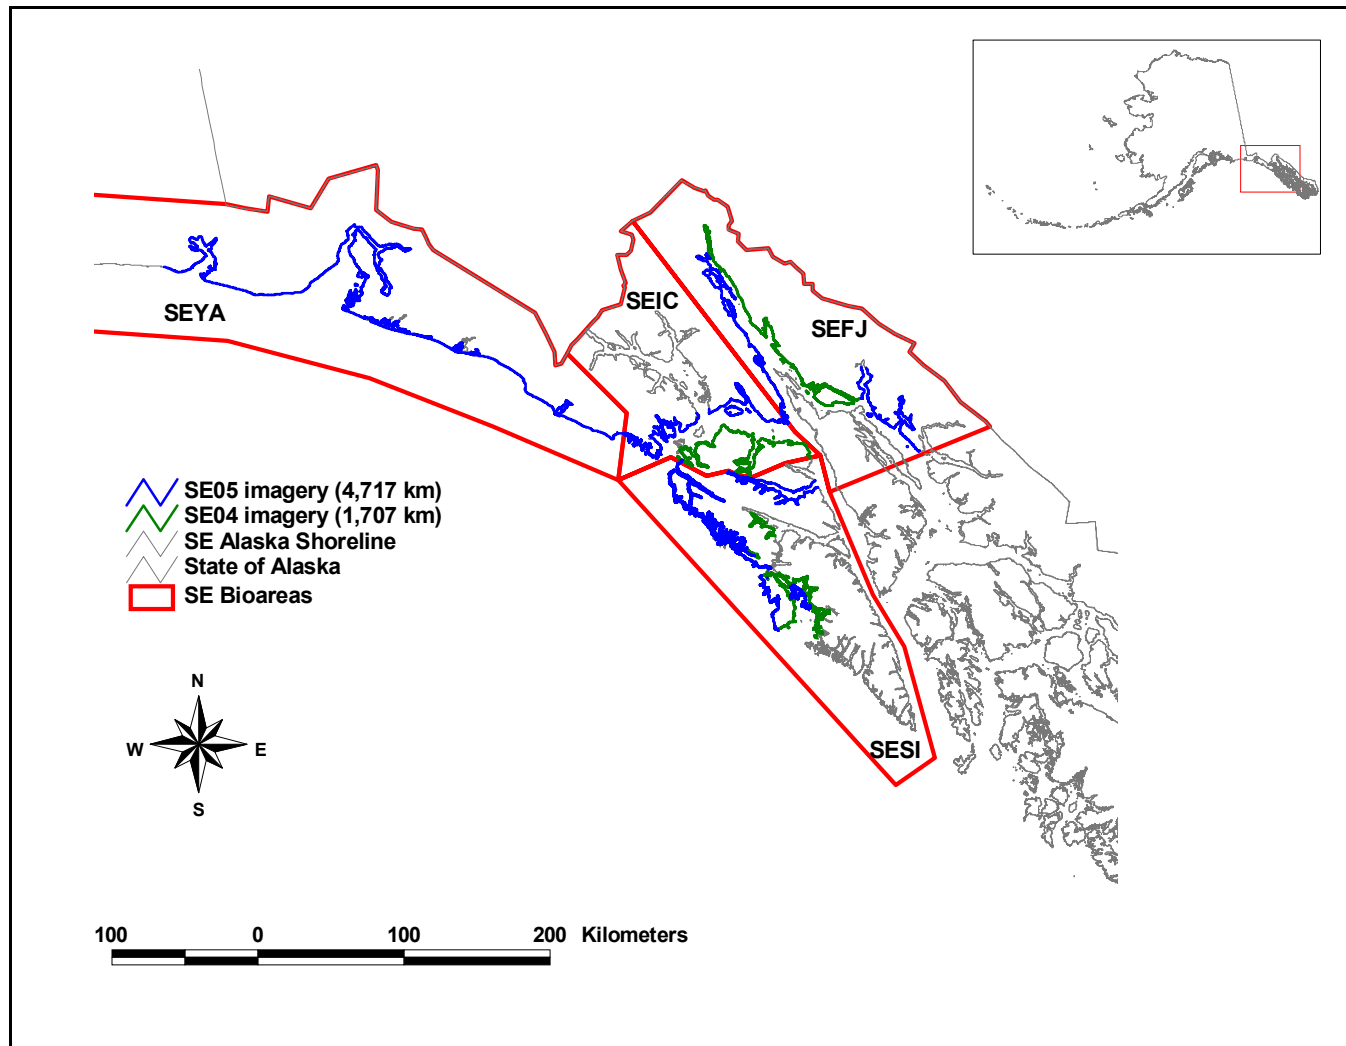 SEIC
SEYA
SEFJ
SE05 imagery (4,717 km)
SE04 imagery (1,707 km)
SE Alaska Shoreline
State of Alaska
SE Bioareas
N
W E
S
SESI
100 0 100 200 Kilometers